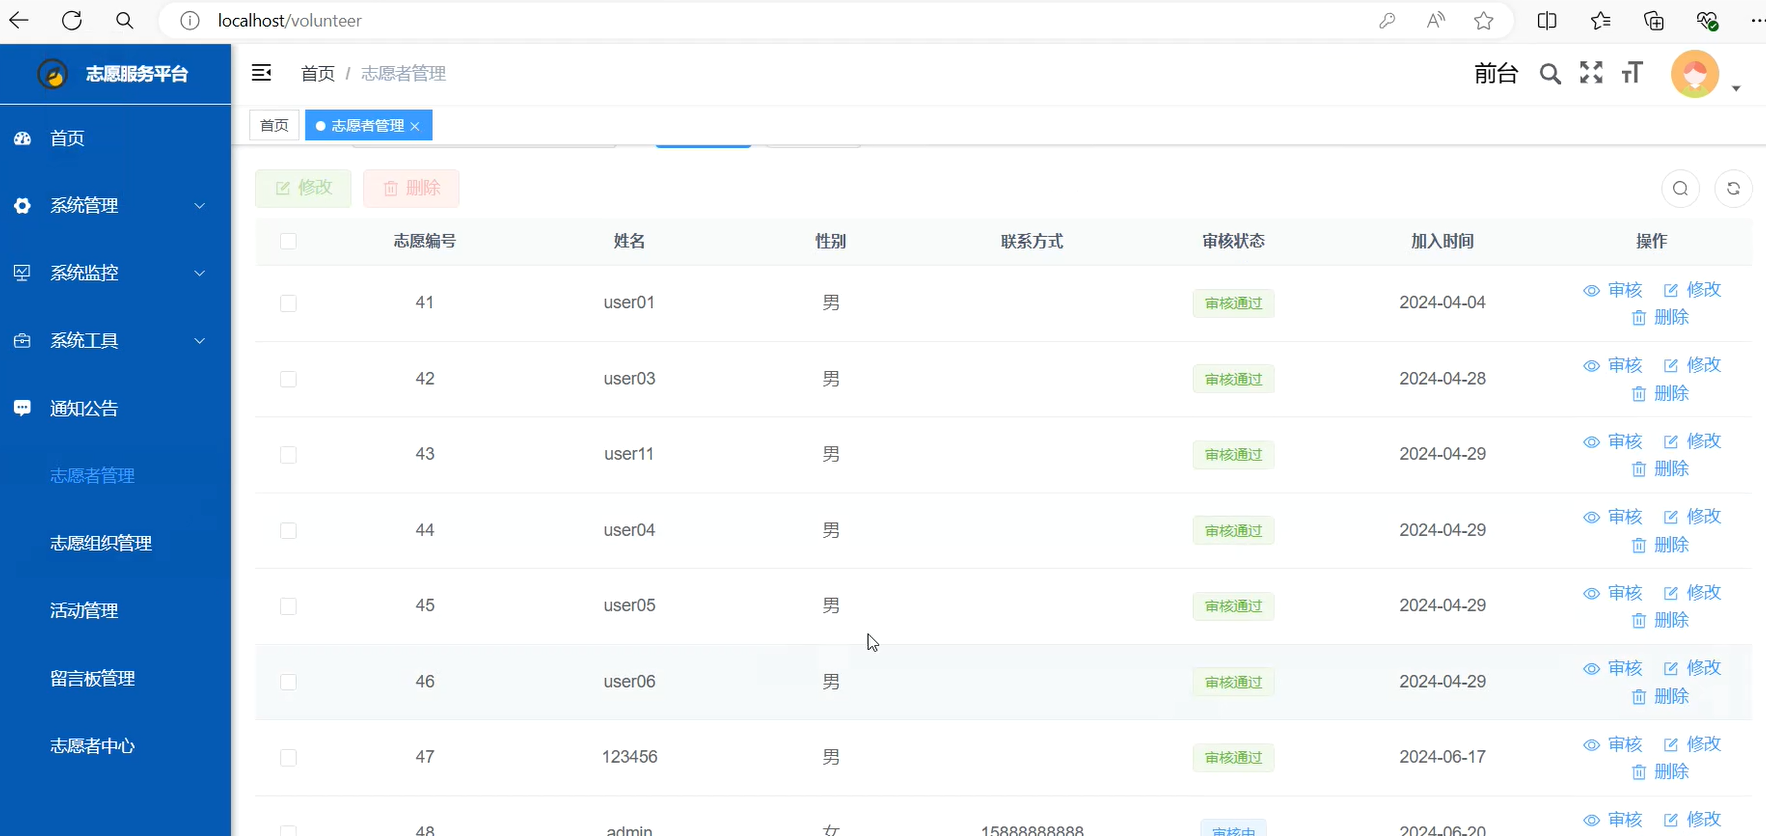 localhost/volunteer
志愿服务平台
首页 / 志愿者管理
前台
首页
志愿者管理
首页
系统管理
系统监控
系统工具
通知公告
志愿者管理
志愿组织管理
活动管理
留言板管理
志愿者中心
修改 删除
志愿编号 姓名 性别 联系方式 审核状态 加入时间 操作
41 user01 男 审核通过 2024-04-04 审核 修改
删除
42 user03 男 审核通过 2024-04-28 审核 修改
删除
43 user11 男 审核通过 2024-04-29 审核 修改
删除
44 user04 男 审核通过 2024-04-29 审核 修改
删除
45 user05 男 审核通过 2024-04-29 审核 修改
删除
46 user06 男 审核通过 2024-04-29 审核 修改
删除
47 123456 男 审核通过 2024-06-17 审核 修改
删除
48 admin 女 15888888888 审核中 2024-06-20 审核 修改